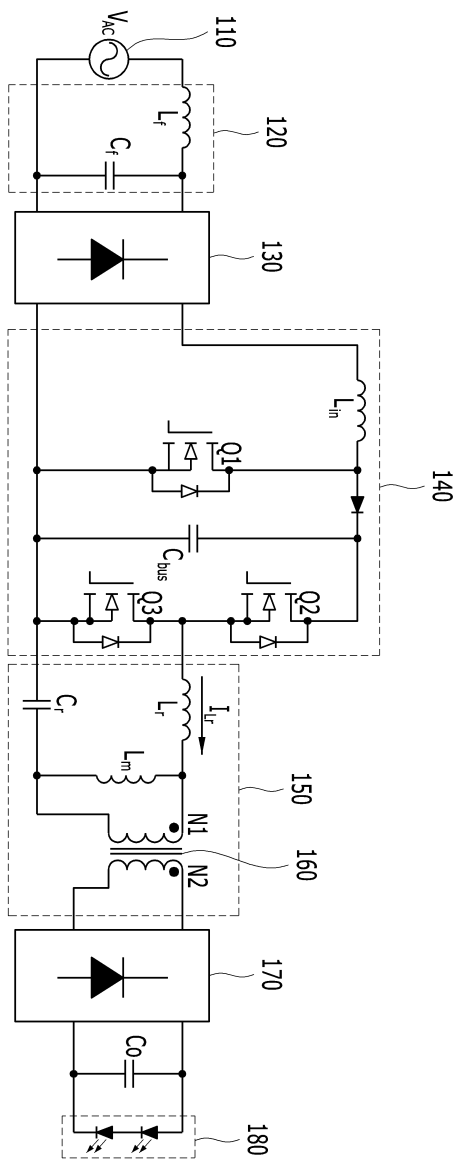 110
V_AC
120
L_f
C_f
130
140
L_in
Q1
C_bus
Q2
Q3
150
I_Lr
L_r
C_r
L_m
N1
160
N2
170
Co
180